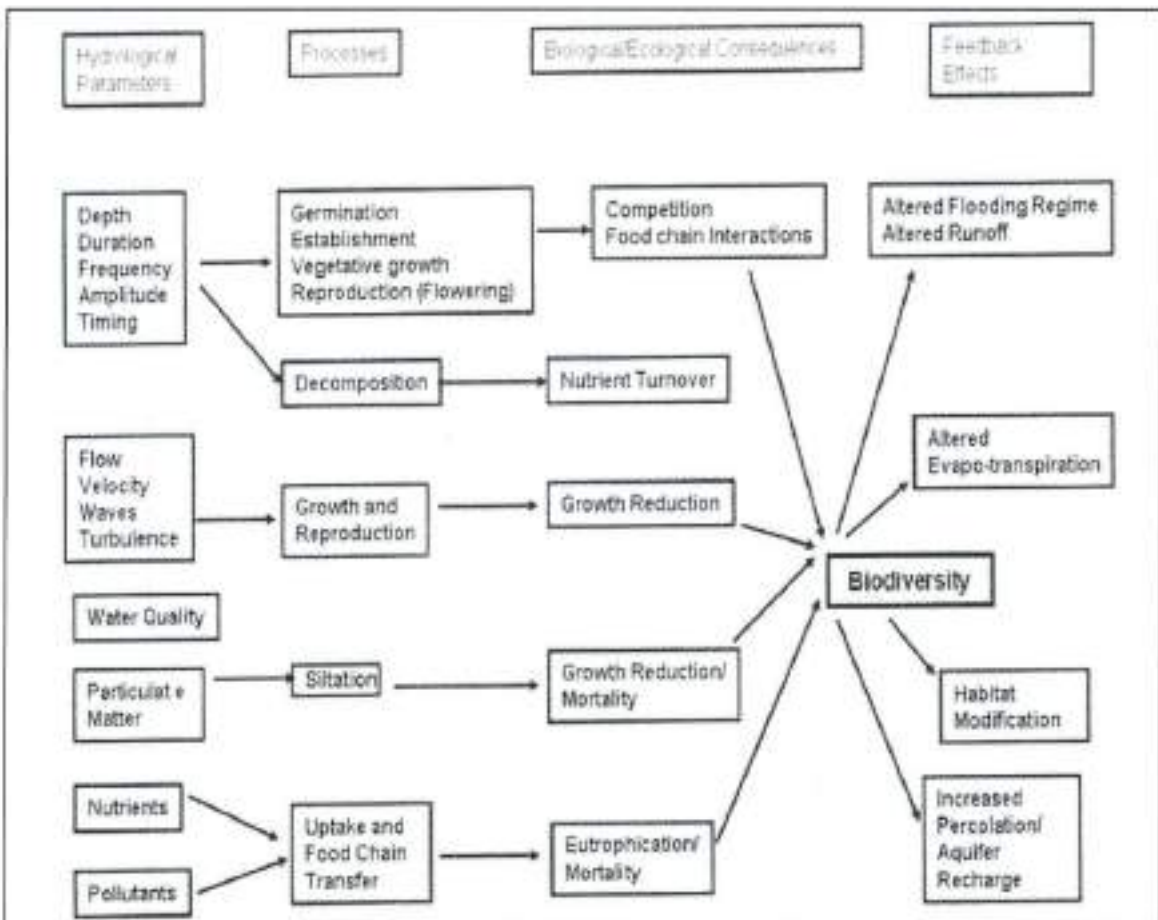 Hydrological
Parameters
Processes
Biological/Ecological Consequences
Feedback
Effects
Depth
Duration
Frequency
Amplitude
Timing
Germination
Establishment
Vegetative growth
Reproduction (Flowering)
Competition
Food chain Interactions
Altered Flooding Regime
Altered Runoff
Decomposition
Nutrient Turnover
Flow
Velocity
Waves
Turbulence
Growth and
Reproduction
Growth Reduction
Altered
Evapo-transpiration
Biodiversity
Water Quality
Particulat e
Matter
Siltation
Growth Reduction/
Mortality
Habitat
Modification
Nutrients
Pollutants
Uptake and
Food Chain
Transfer
Eutrophication/
Mortality
Increased
Percolation/
Aquifer
Recharge